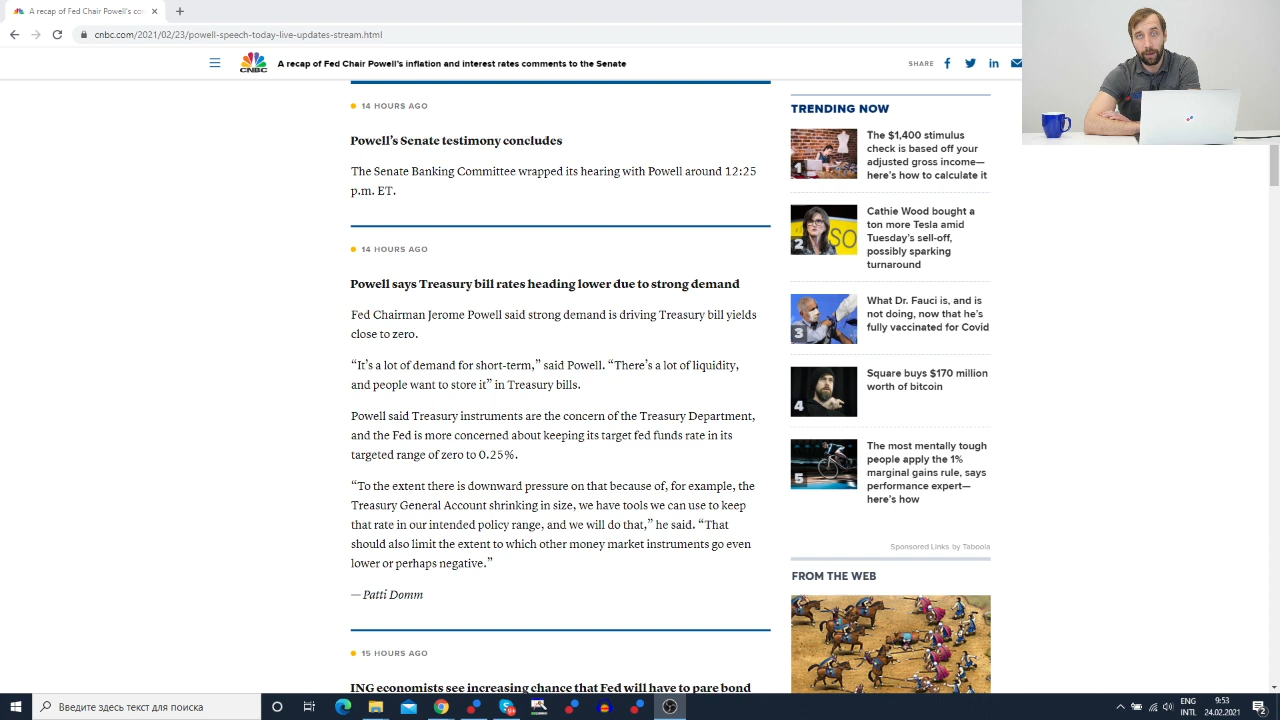 A recap of Fed Chair Powell's co
cnbc.com/2021/02/23/powell-speech-today-live-updates-stream.html
CNBC
A recap of Fed Chair Powell's inflation and interest rates comments to the Senate
SHARE
14 HOURS AGO
Powell’s Senate testimony concludes
The Senate Banking Committee wrapped its hearing with Powell around 12:25
p.m. ET.
14 HOURS AGO
Powell says Treasury bill rates heading lower due to strong demand
Fed Chairman Jerome Powell said strong demand is driving Treasury bill yields
close to zero.
“It’s a lot of demand for short-term,” said Powell. “There’s a lot of liquidity,
and people want to store it” in Treasury bills.
Powell said Treasury instruments are the concern of the Treasury Department,
and the Fed is more concerned about keeping its target fed funds rate in its
targeted range of zero to 0.25%.
“To the extent there is downward pressure on that because of, for example, the
Treasury General Account shrinking in size, we have tools we can use to keep
that rate in our intended policy range, and we will do that,” he said. “That
should also limit the extent to which other money market instruments go even
lower or perhaps negative.”
— Patti Domm
15 HOURS AGO
ING economists see increasing chance that Fed will have to pare bond
TRENDING NOW
1
The $1,400 stimulus
check is based off your
adjusted gross income—
here’s how to calculate it
2
SO
Cathie Wood bought a
ton more Tesla amid
Tuesday’s sell-off,
possibly sparking
turnaround
3
What Dr. Fauci is, and is
not doing, now that he’s
fully vaccinated for Covid
4
Square buys $170 million
worth of bitcoin
5
The most mentally tough
people apply the 1%
marginal gains rule, says
performance expert—
here’s how
Sponsored Links by Taboola
FROM THE WEB
Введите здесь текст для поиска
ENG
INTL
9:53
24.02.2021